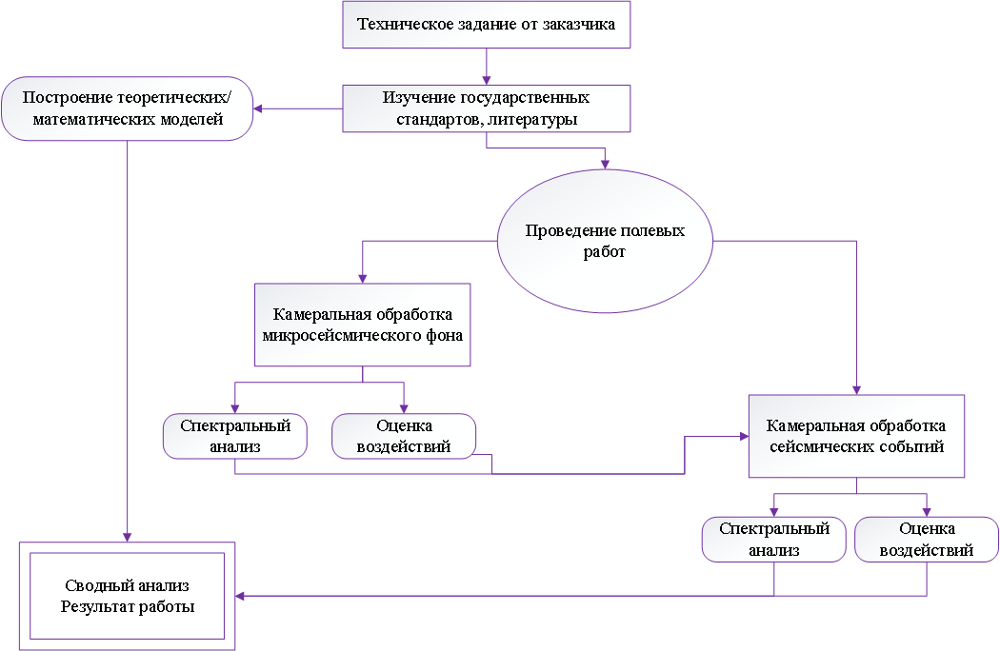 Техническое задание от заказчика
Построение теоретических/
математических моделей
Изучение государственных
стандартов, литературы
Проведение полевых
работ
Камеральная обработка
микросейсмического фона
Спектральный
анализ
Оценка
воздействий
Камеральная обработка
сейсмических событий
Спектральный
анализ
Оценка
воздействий
Сводный анализ
Результат работы